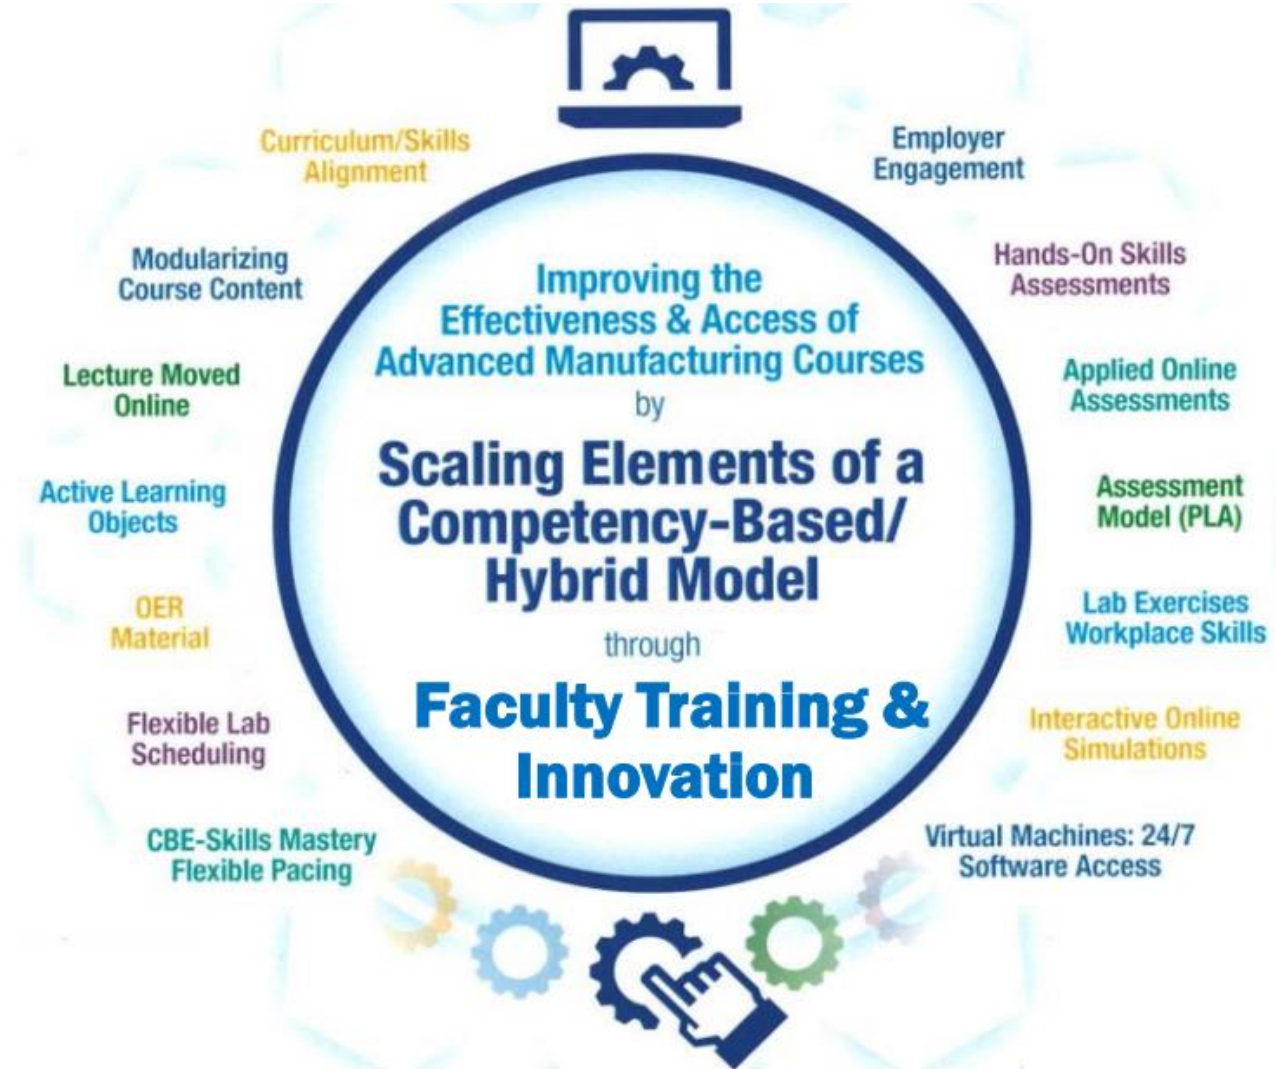 Curriculum/Skills
Alignment
Employer
Engagement
Modularizing
Course Content
Hands-On Skills
Assessments
Lecture Moved
Online
Applied Online
Assessments
Active Learning
Objects
Assessment
Model (PLA)
OER
Material
Lab Exercises
Workplace Skills
Flexible Lab
Scheduling
Interactive Online
Simulations
CBE-Skills Mastery
Flexible Pacing
Virtual Machines: 24/7
Software Access
Improving the
Effectiveness & Access of
Advanced Manufacturing Courses
by
Scaling Elements of a
Competency-Based/
Hybrid Model
through
Faculty Training &
Innovation